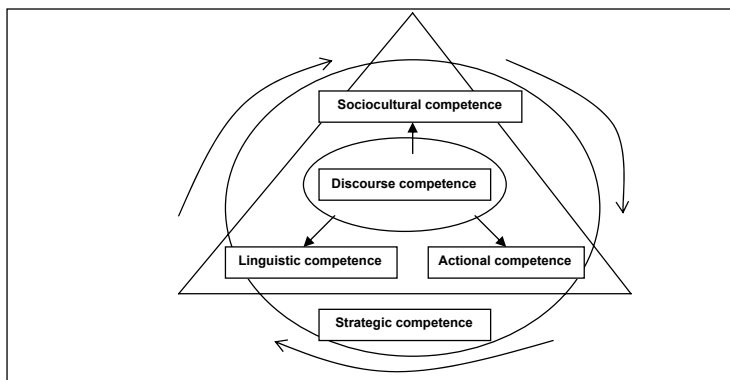 Sociocultural competence
Discourse competence
Linguistic competence
Actional competence
Strategic competence